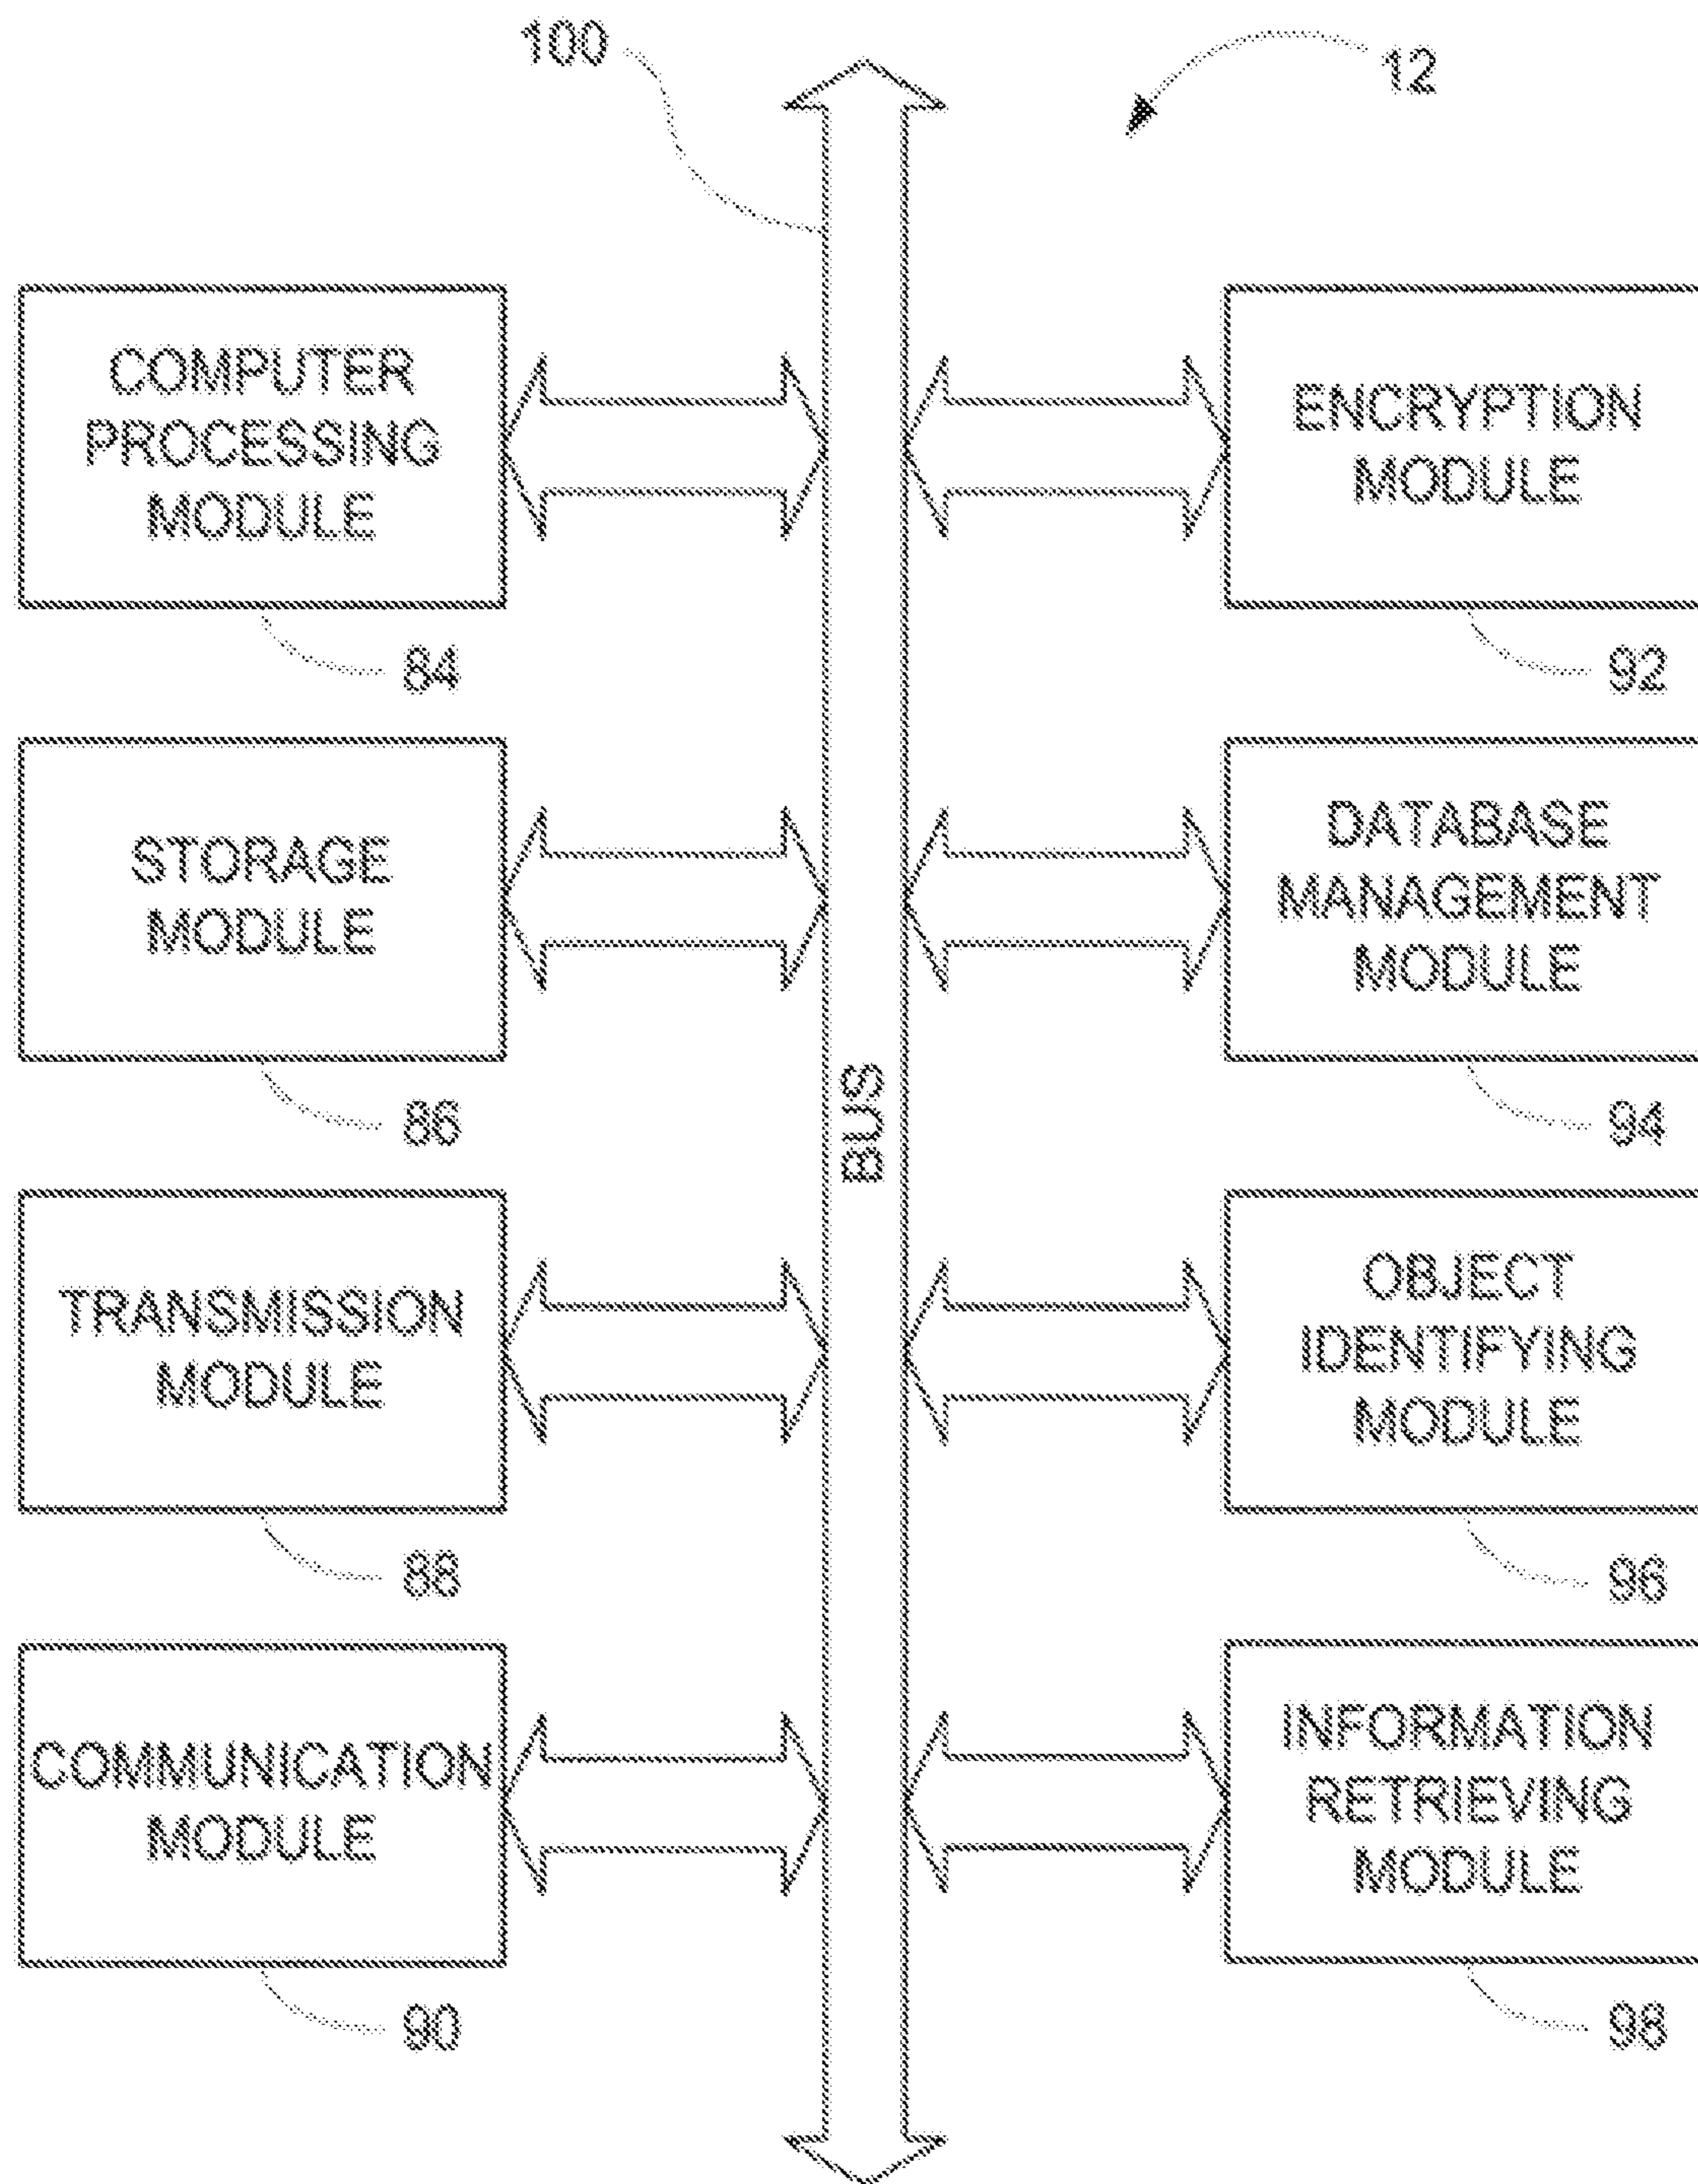 100
12
COMPUTER
PROCESSING
MODULE
84
ENCRYPTION
MODULE
92
STORAGE
MODULE
86
DATABASE
MANAGEMENT
MODULE
94
BUS
TRANSMISSION
MODULE
88
OBJECT
IDENTIFYING
MODULE
96
COMMUNICATION
MODULE
90
INFORMATION
RETRIEVING
MODULE
98